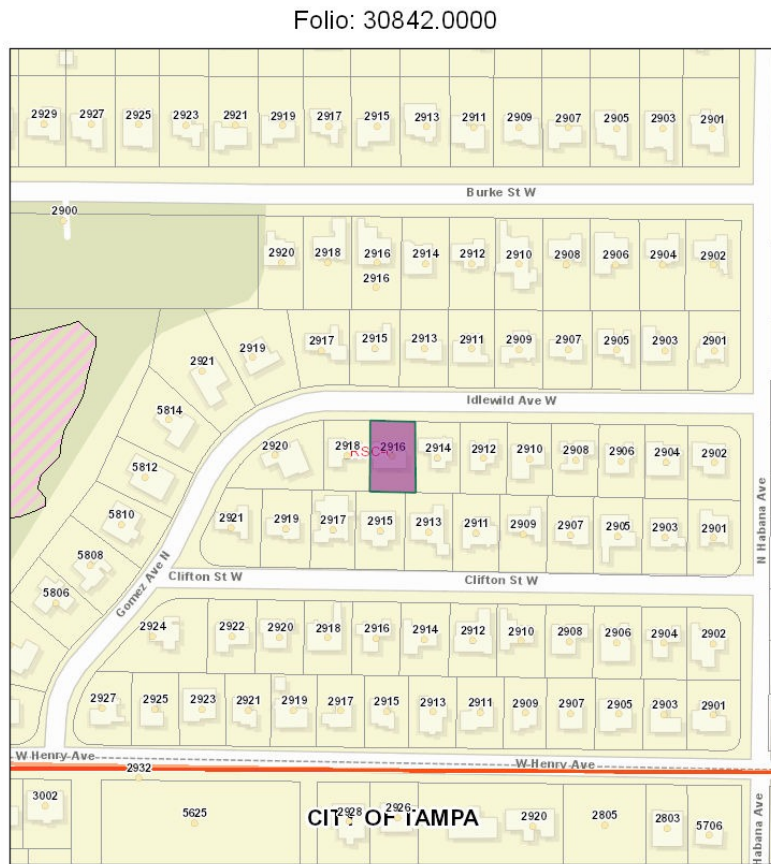 Folio: 30842.0000
2929 2927 2925 2923 2921 2919 2917 2915 2913 2911 2909 2907 2905 2903 2901
Burke St W
2900
2920 2918 2916 2914 2912 2910 2908 2906 2904 2902
2916
2921 2919 2917 2915 2913 2911 2909 2907 2905 2903 2901
Idlewild Ave W
5814
2920 2918 2916 2914 2912 2910 2908 2906 2904 2902
5812
N Habana Ave
5810
2921 2919 2917 2915 2913 2911 2909 2907 2905 2903 2901
5808
Gomez Ave N
Clifton St W Clifton St W
5806
2924 2922 2920 2918 2916 2914 2912 2910 2908 2906 2904 2902
2927 2925 2923 2921 2919 2917 2915 2913 2911 2909 2907 2905 2903 2901
W Henry Ave W Henry Ave
2932
3002 5625 2928 2926 2920 2805 2803 5706
CITY OF TAMPA
Habana Ave